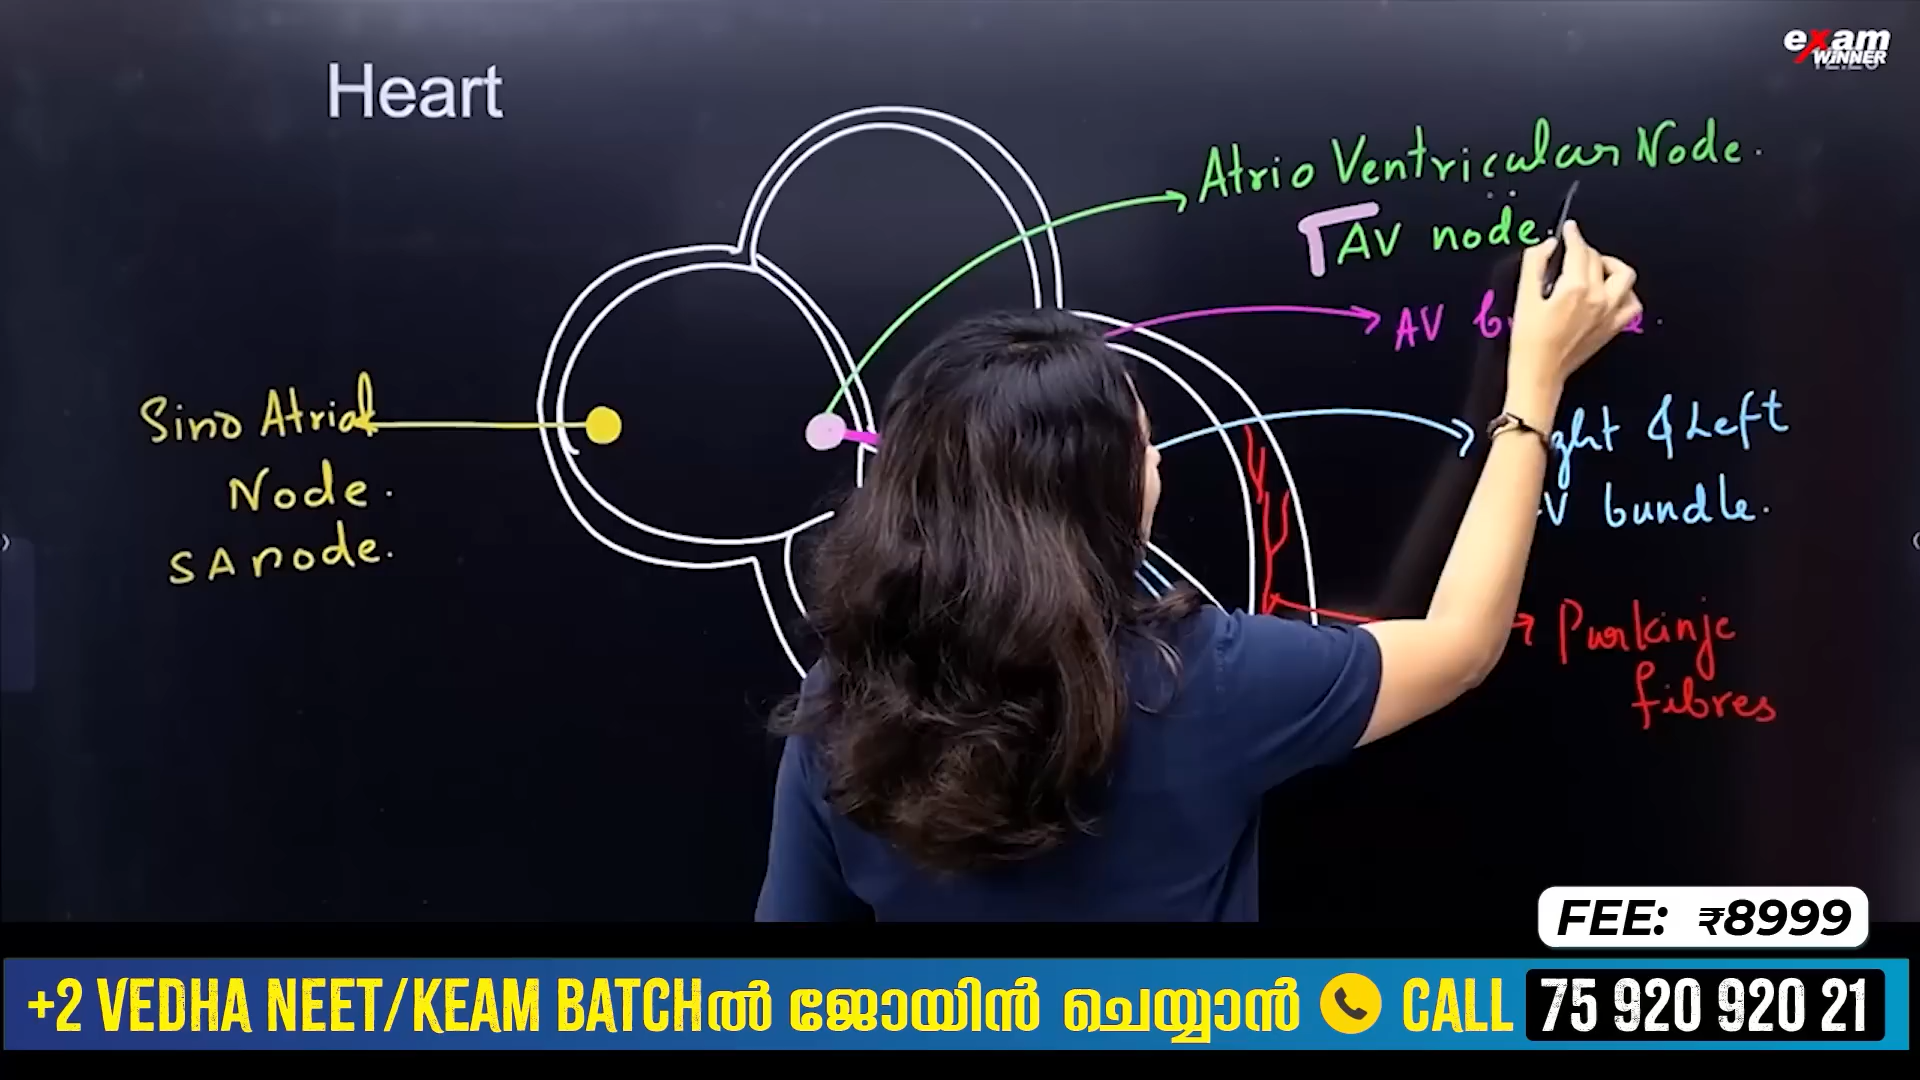 exam
WINNER
Heart
Atrio Ventricular Node.
AV node.
AV
Sino Atrial
Node.
SA node.
& Left
bundle.
Purkinje
fibres
FEE: ₹8999
+2 VEDHA NEET/KEAM BATCHൽ ജോയിൻ ചെയ്യാൻ CALL 75 920 920 21